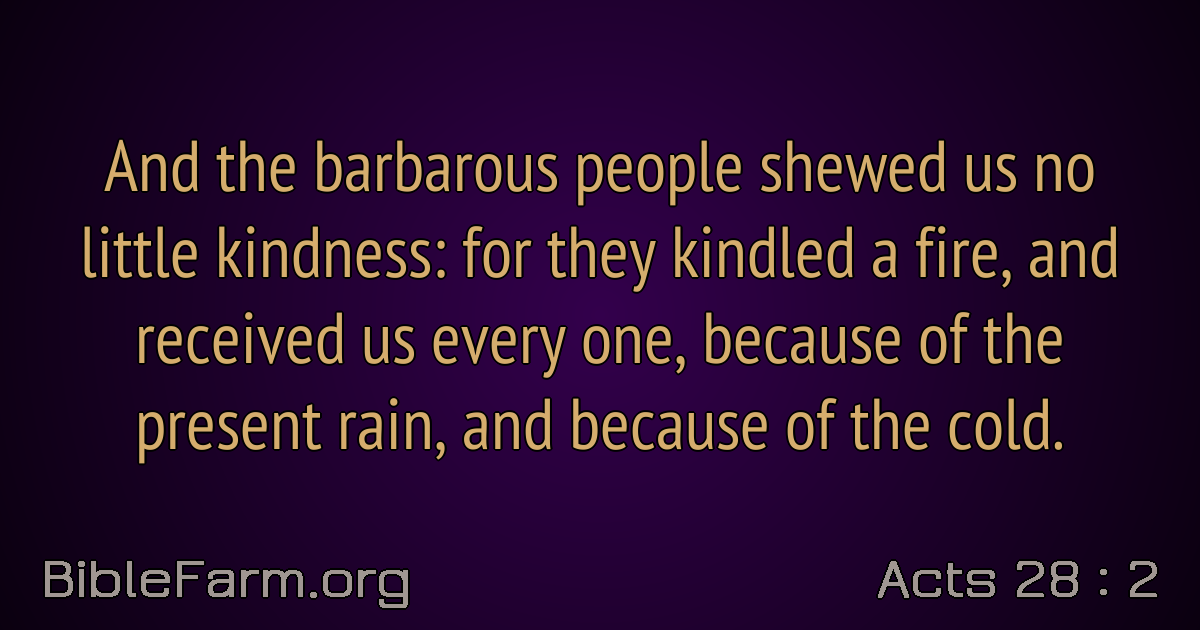 And the barbarous people shewed us no
little kindness: for they kindled a fire, and
received us every one, because of the
present rain, and because of the cold.
BibleFarm.org
Acts 28 : 2